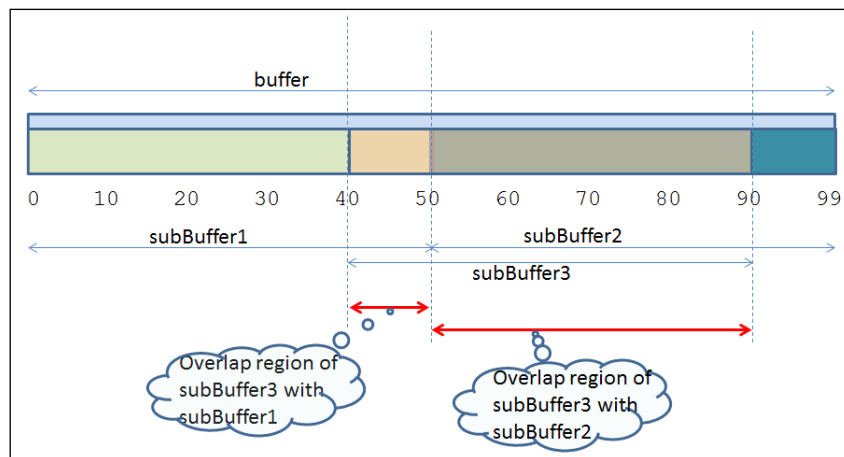 buffer
0 10 20 30 40 50 60 70 80 90 99
subBuffer1
subBuffer2
subBuffer3
Overlap region of
subBuffer3 with
subBuffer1
Overlap region of
subBuffer3 with
subBuffer2